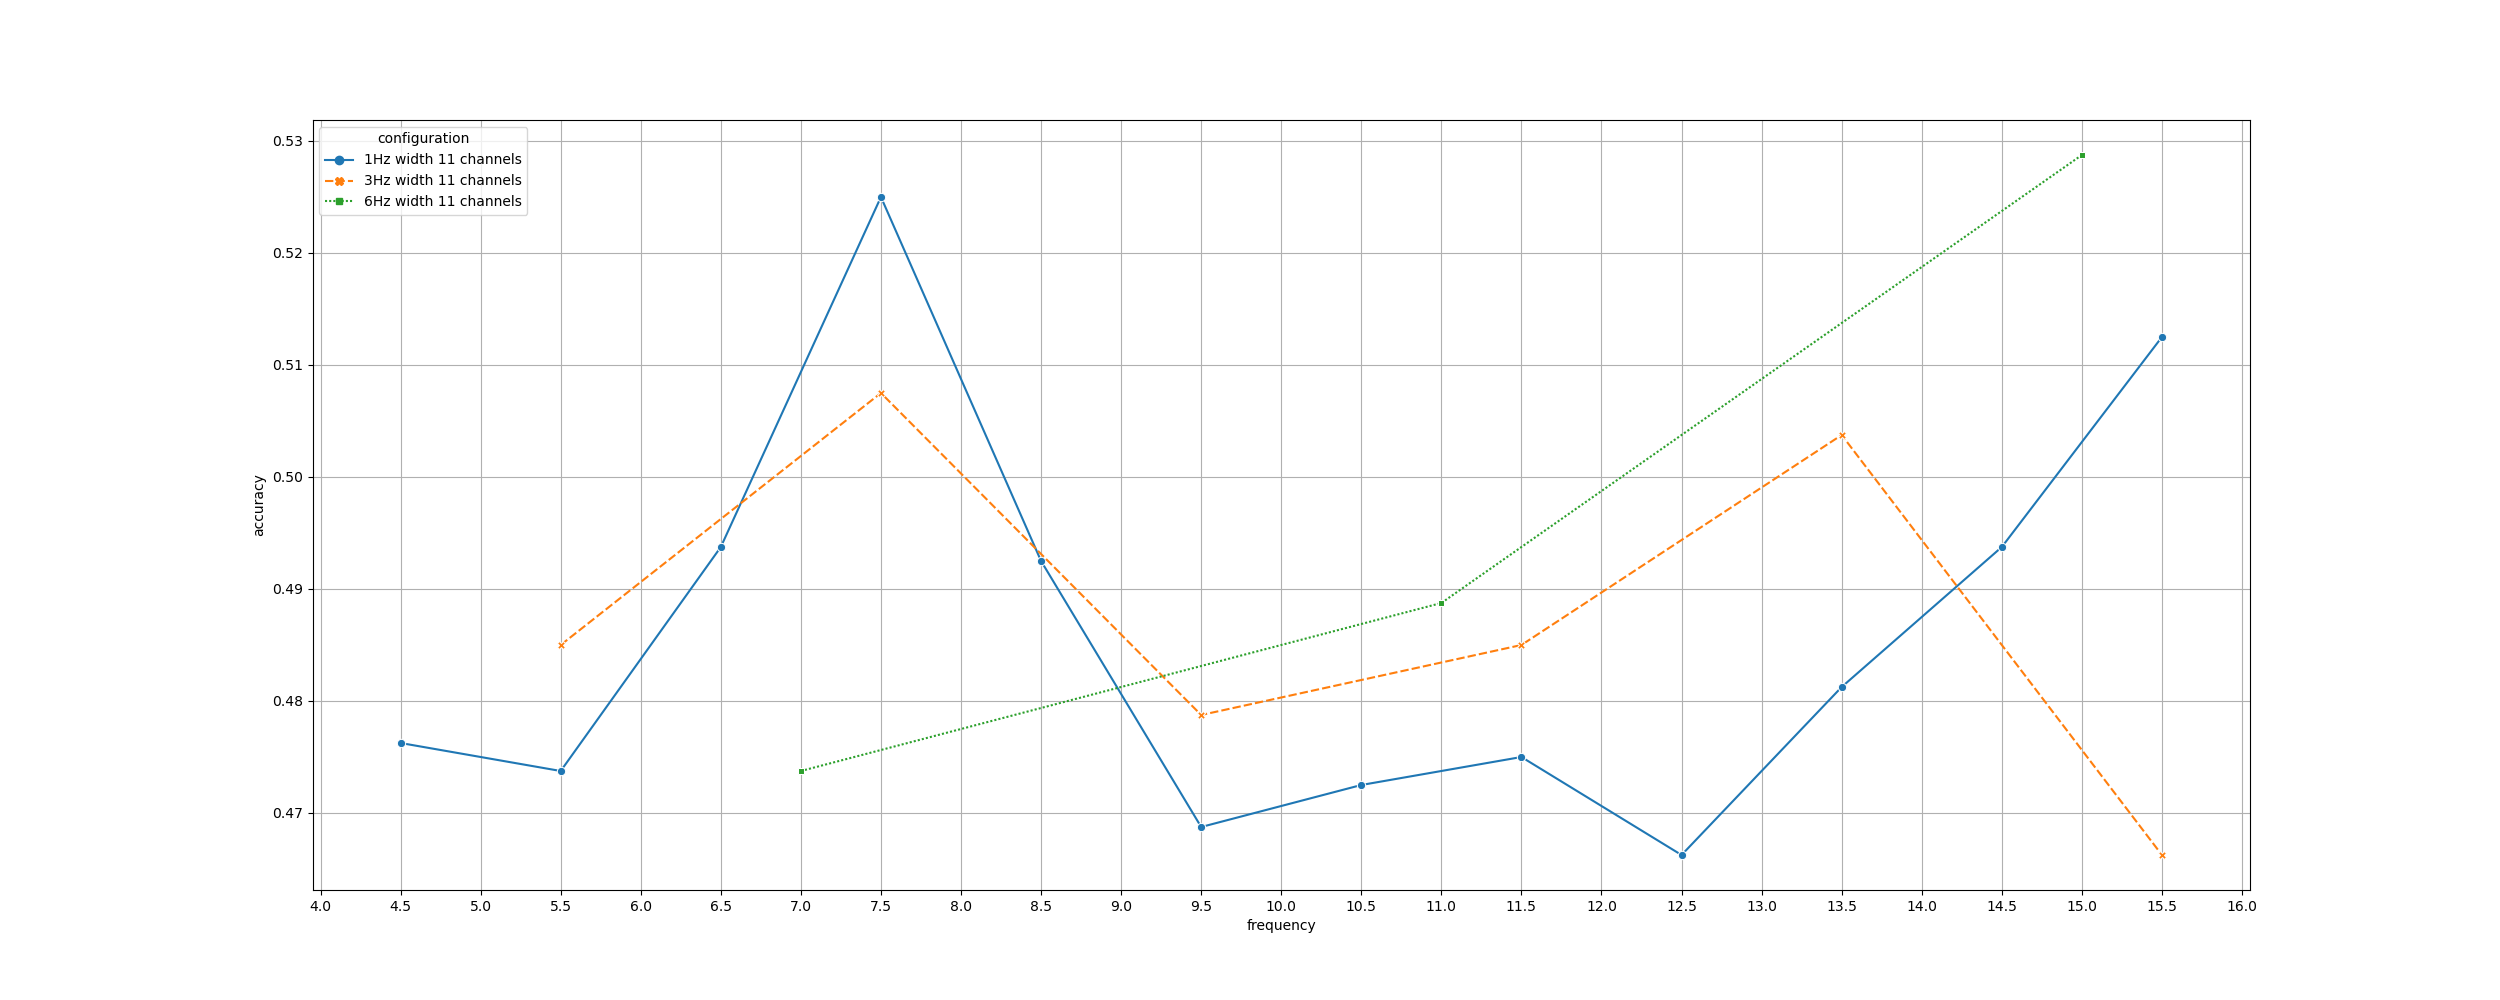 configuration
1Hz width 11 channels
3Hz width 11 channels
6Hz width 11 channels
0.53
0.52
0.51
0.50
0.49
0.48
0.47
accuracy
4.0 4.5 5.0 5.5 6.0 6.5 7.0 7.5 8.0 8.5 9.0 9.5 10.0 10.5 11.0 11.5 12.0 12.5 13.0 13.5 14.0 14.5 15.0 15.5 16.0
frequency